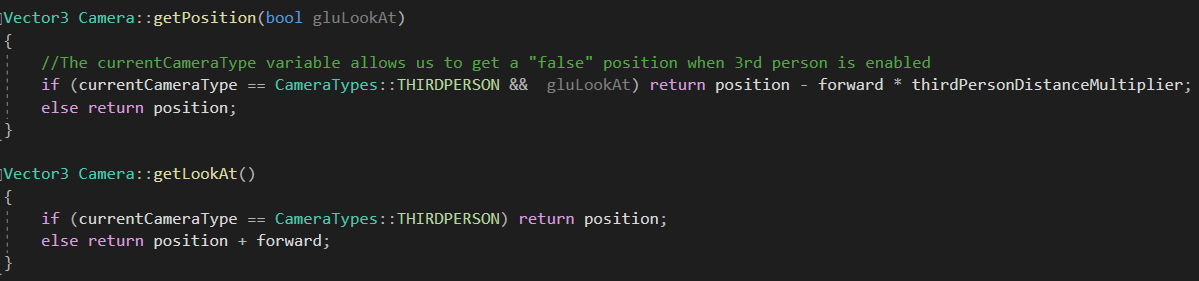 Vector3 Camera::getPosition(bool gluLookAt)
{
    //The currentCameraType variable allows us to get a "false" position when 3rd person is enabled
    if (currentCameraType == CameraTypes::THIRDPERSON &&  gluLookAt) return position - forward * thirdPersonDistanceMultiplier;
    else return position;
}
Vector3 Camera::getLookAt()
{
    if (currentCameraType == CameraTypes::THIRDPERSON) return position;
    else return position + forward;
}